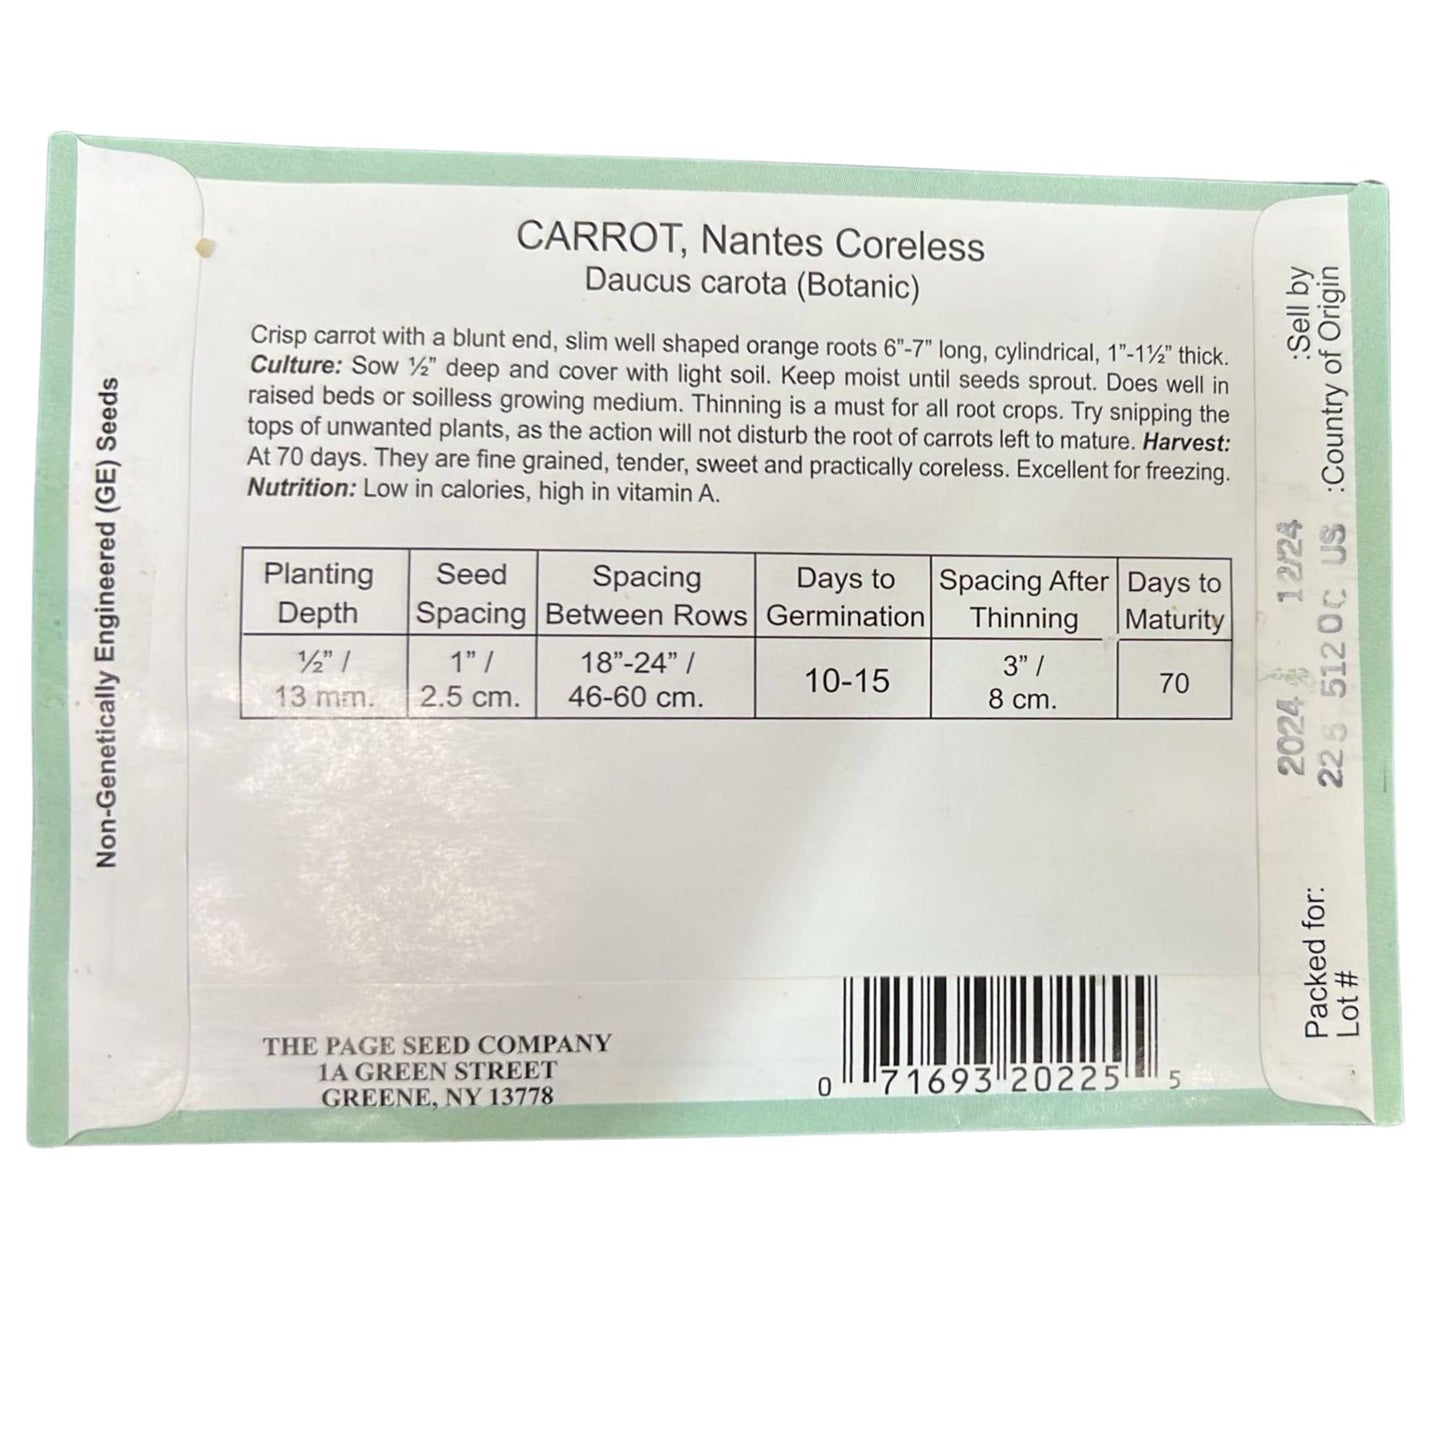 CARROT, Nantes Coreless
Daucus carota (Botanic)
Crisp carrot with a blunt end, slim well shaped orange roots 6”-7” long, cylindrical, 1”-1½” thick.
Culture: Sow ½” deep and cover with light soil. Keep moist until seeds sprout. Does well in
raised beds or soilless growing medium. Thinning is a must for all root crops. Try snipping the
tops of unwanted plants, as the action will not disturb the root of carrots left to mature. Harvest:
At 70 days. They are fine grained, tender, sweet and practically coreless. Excellent for freezing.
Nutrition: Low in calories, high in vitamin A.
Planting Depth
Seed Spacing
Spacing Between Rows
Days to Germination
Spacing After Thinning
Days to Maturity
½” / 13 mm.
1” / 2.5 cm.
18”-24” / 46-60 cm.
10-15
3” / 8 cm.
70
THE PAGE SEED COMPANY
1A GREEN STREET
GREENE, NY 13778
0 71693 20225 5
Non-Genetically Engineered (GE) Seeds
Packed for: 2024 12/24 :Sell by
Lot # 225 5120C US :Country of Origin